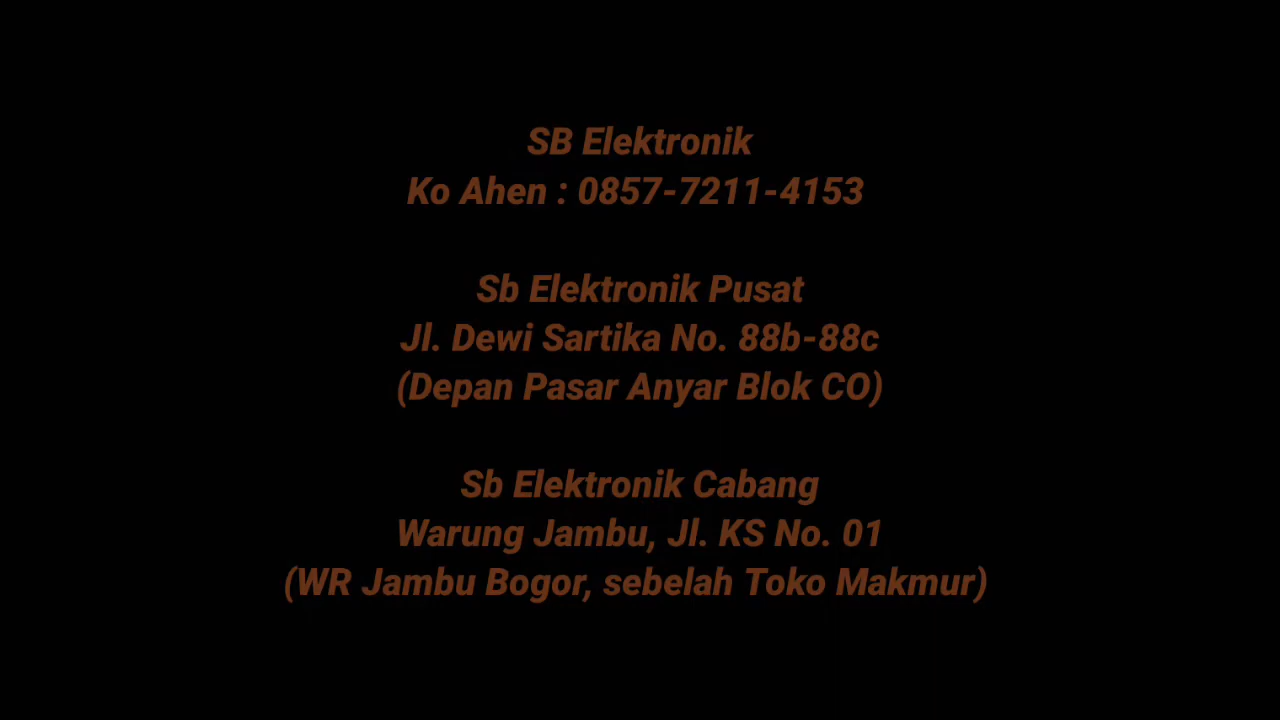 SB Elektronik
Ko Ahen : 0857-7211-4153
Sb Elektronik Pusat
Jl. Dewi Sartika No. 88b-88c
(Depan Pasar Anyar Blok CO)
Sb Elektronik Cabang
Warung Jambu, Jl. KS No. 01
(WR Jambu Bogor, sebelah Toko Makmur)